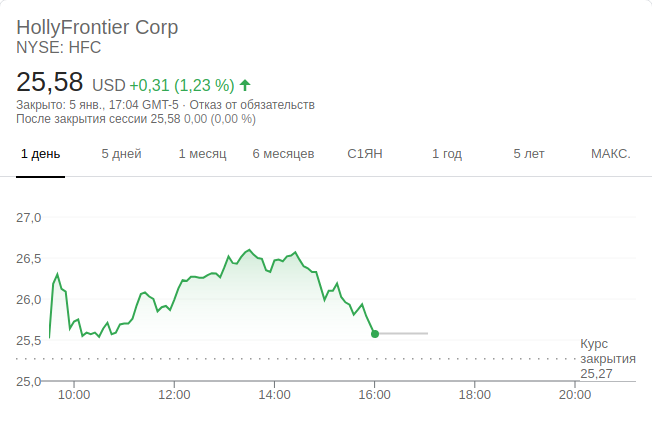 HollyFrontier Corp
NYSE: HFC
25,58 USD +0,31 (1,23 %) ↑
Закрыто: 5 янв., 17:04 GMT-5 · Отказ от обязательств
После закрытия сессии 25,58 0,00 (0,00 %)
1 день 5 дней 1 месяц 6 месяцев С1ЯН 1 год 5 лет МАКС.
27,0
26,5
26,0
25,5
Курс
закрытия
25,27
25,0
10:00 12:00 14:00 16:00 18:00 20:00